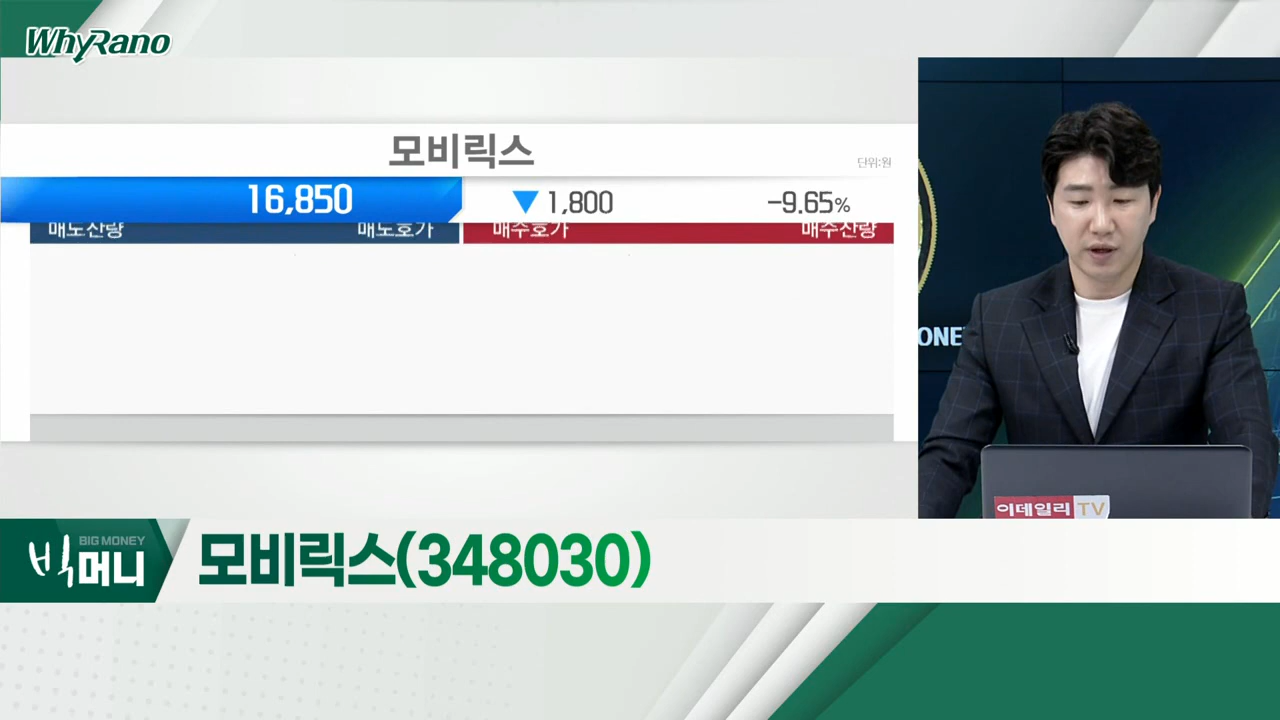 WhyRano
모비릭스
단위:원
16,850 ▼ 1,800 -9.65%
매도잔량 매도호가 매수호가 매수잔량
ONE
이데일리TV
BIG MONEY
빅머니
모비릭스(348030)